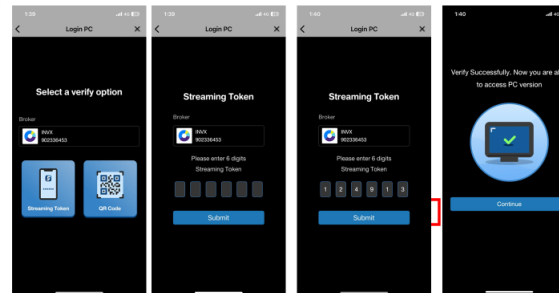 1:39
Login PC
Select a verify option
Broker
INVX
902336453
Streaming Token
QR Code
1:39
Login PC
Streaming Token
Broker
INVX
902336453
Please enter 6 digits
Streaming Token
Submit
1:40
Login PC
Streaming Token
Broker
INVX
902336453
Please enter 6 digits
Streaming Token
1 2 4 9 1 3
Submit
1:40
Verify Successfully. Now you are al
to access PC version
Continue